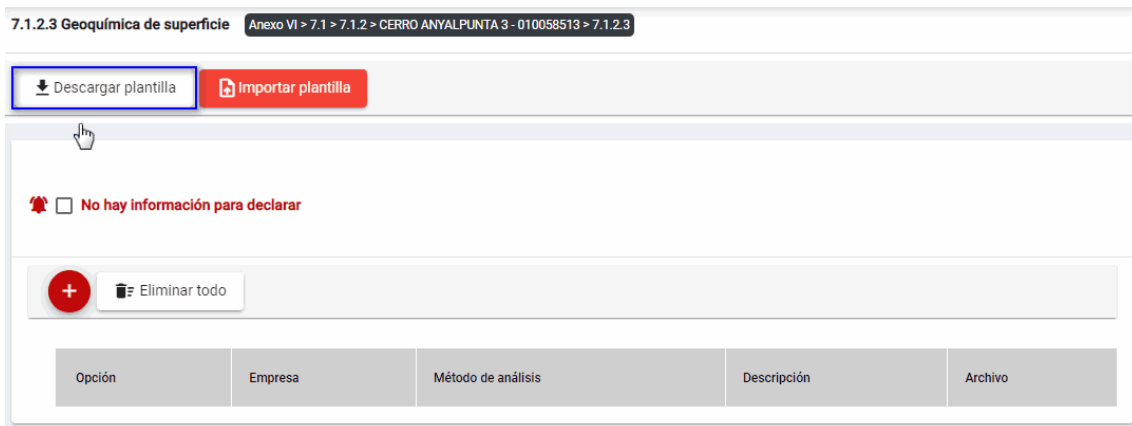 7.1.2.3 Geoquímica de superficie Anexo VI > 7.1 > 7.1.2 > CERRO ANYALPUNTA 3 - 010058513 > 7.1.2.3
Descargar plantilla Importar plantilla
No hay información para declarar
+ Eliminar todo
Opción Empresa Método de análisis Descripción Archivo